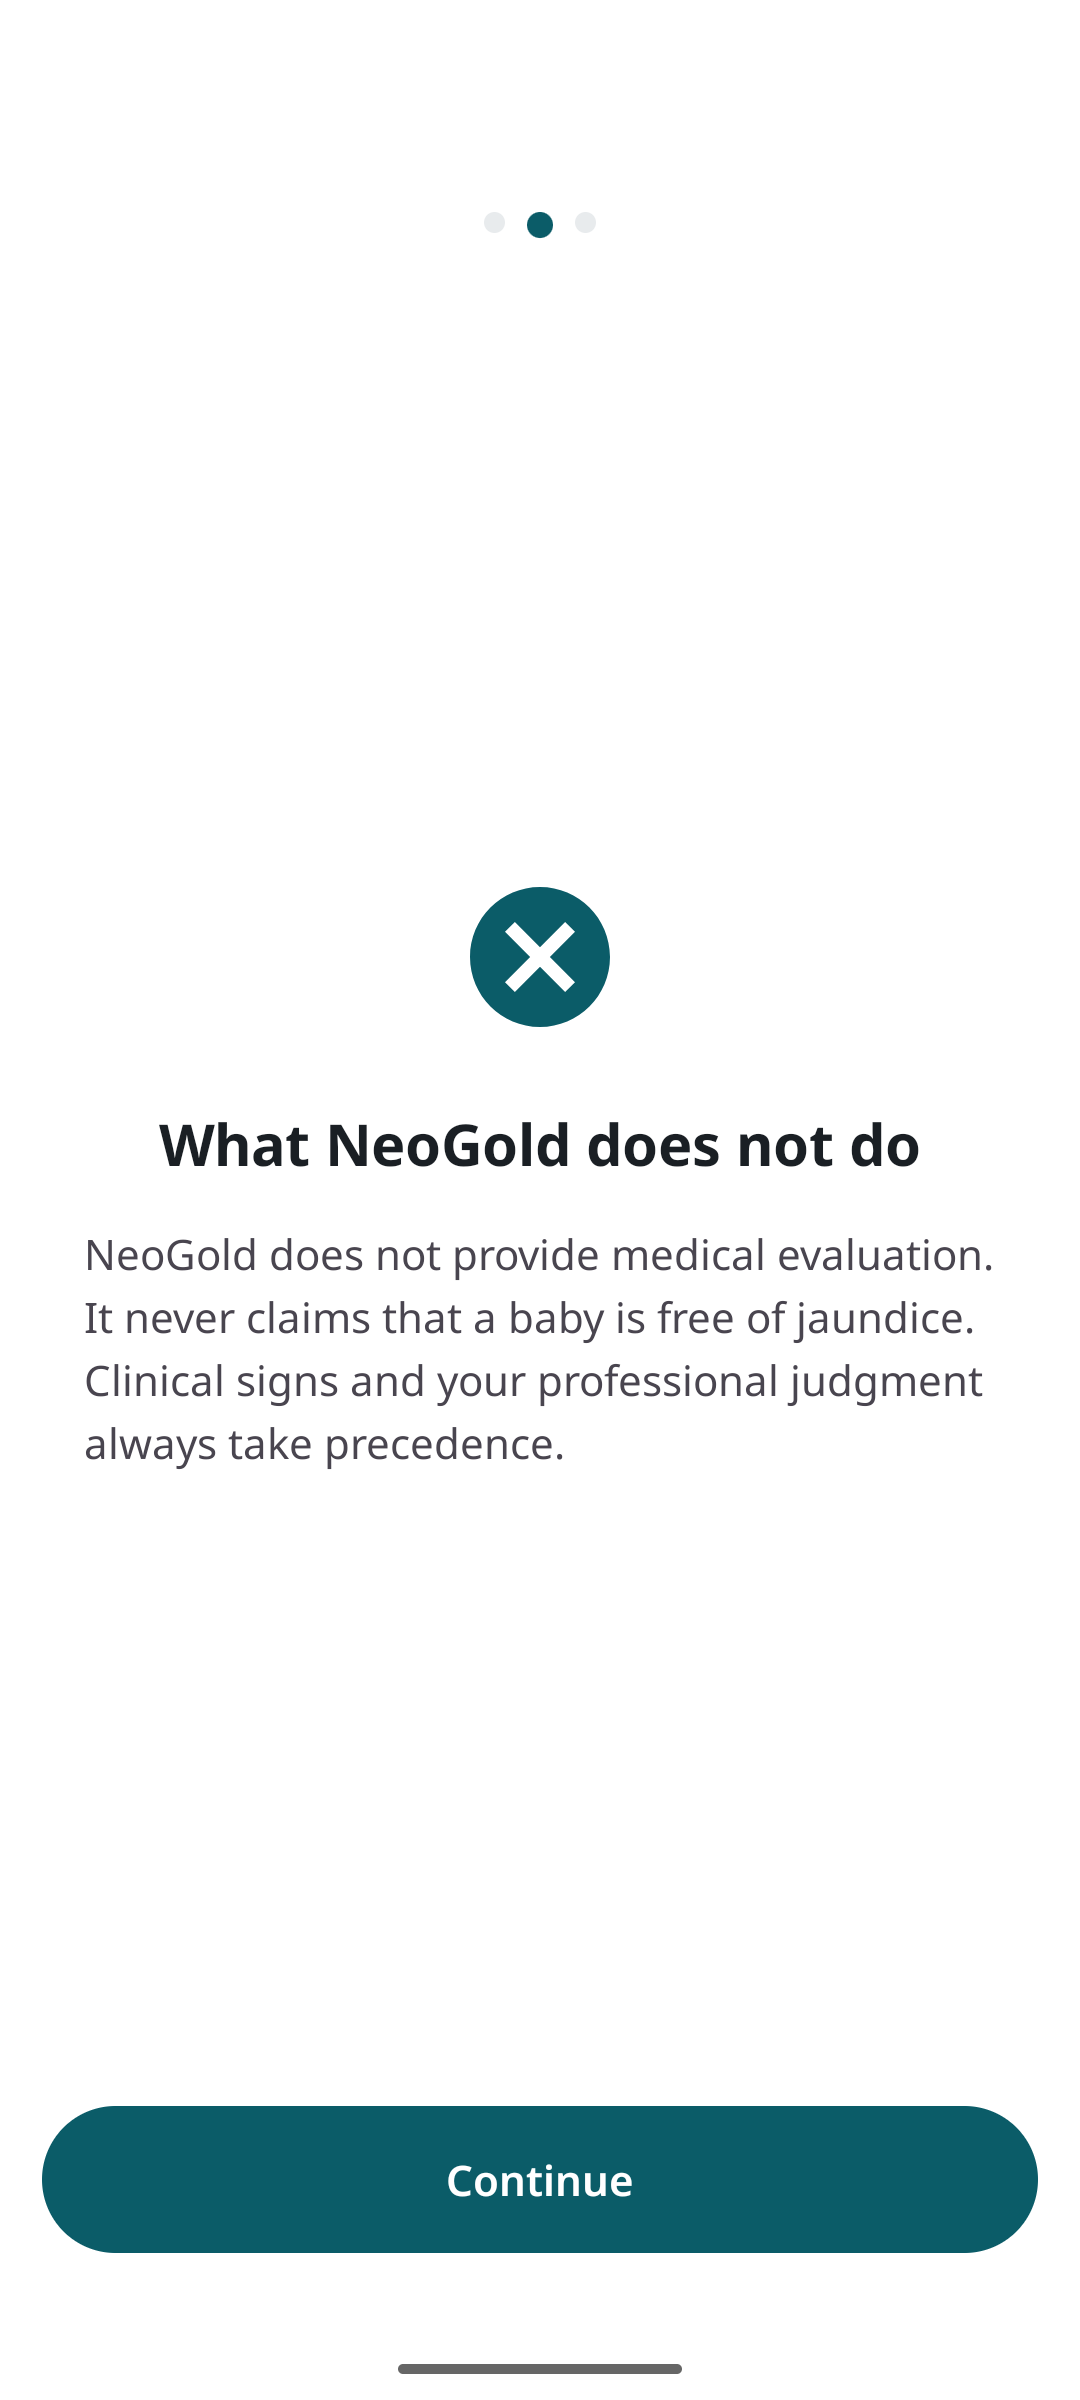 What NeoGold does not do
NeoGold does not provide medical evaluation.
It never claims that a baby is free of jaundice.
Clinical signs and your professional judgment
always take precedence.
Continue